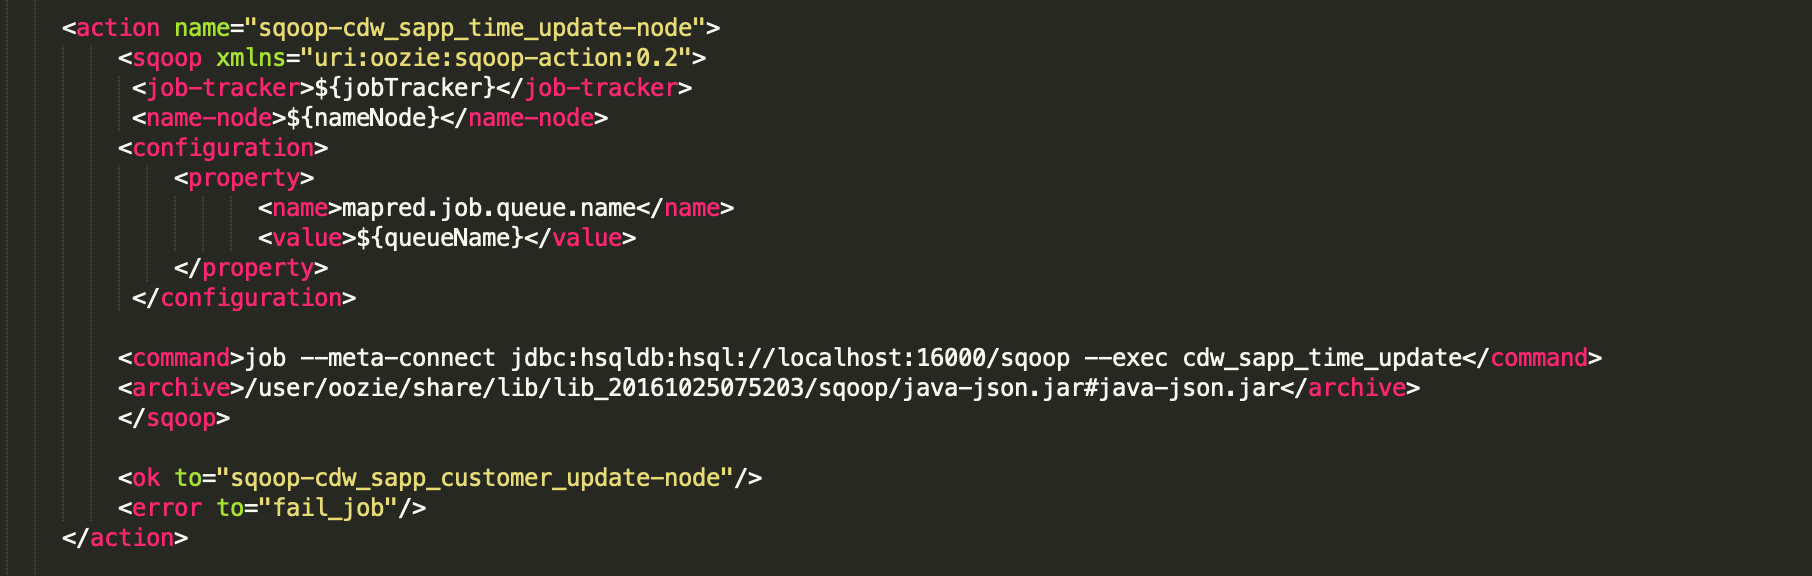 <action name="sqoop-cdw_sapp_time_update-node">
<sqoop xmlns="uri:oozie:sqoop-action:0.2">
<job-tracker>${jobTracker}</job-tracker>
<name-node>${nameNode}</name-node>
<configuration>
<property>
<name>mapred.job.queue.name</name>
<value>${queueName}</value>
</property>
</configuration>
<command>job --meta-connect jdbc:hsqldb:hsql://localhost:16000/sqoop --exec cdw_sapp_time_update</command>
<archive>/user/oozie/share/lib/lib_20161025075203/sqoop/java-json.jar#java-json.jar</archive>
</sqoop>
<ok to="sqoop-cdw_sapp_customer_update-node"/>
<error to="fail_job"/>
</action>